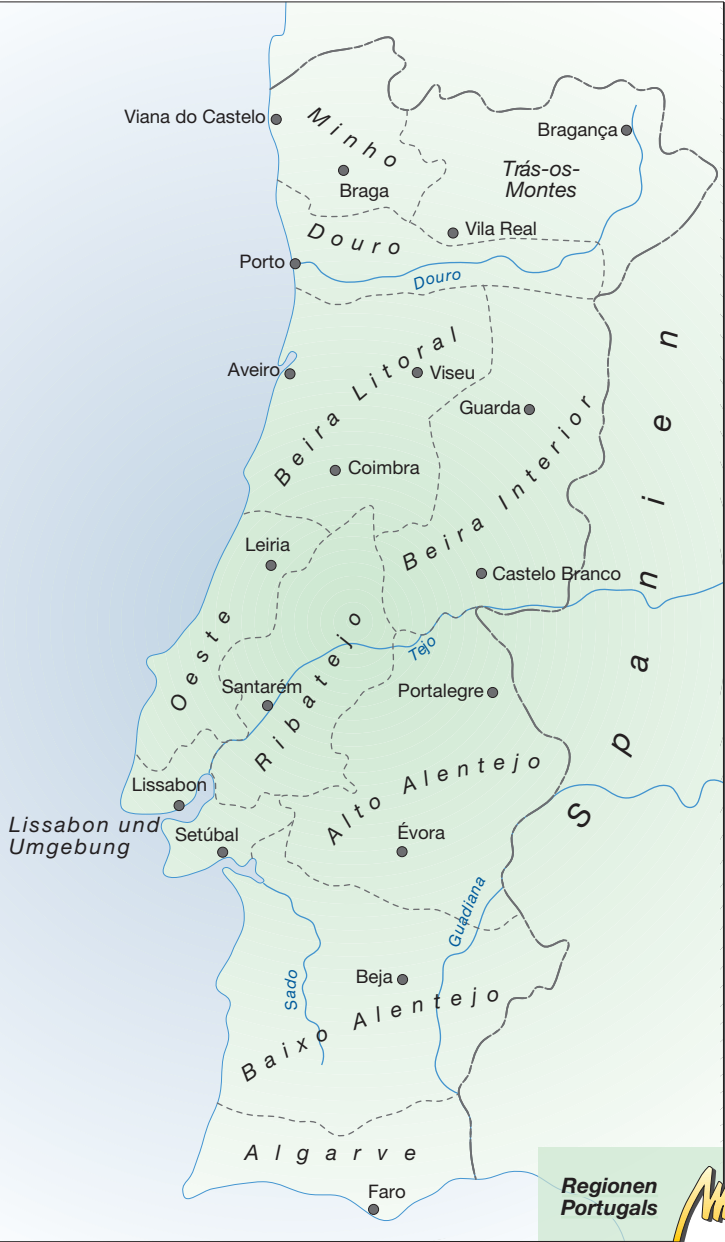 Viana do Castelo
Minho
Bragança
Braga
Trás-os-
Montes
Vila Real
Douro
Porto
Douro
Aveiro
Beira Litoral
Viseu
Guarda
Coimbra
Beira Interior
Spanien
Leiria
Castelo Branco
Oeste
Tejo
Santarém
Ribatejo
Portalegre
Lissabon
Alto Alentejo
Lissabon und
Umgebung
Setúbal
Évora
Guadiana
Sado
Beja
Baixo Alentejo
Algarve
Faro
Regionen
Portugals